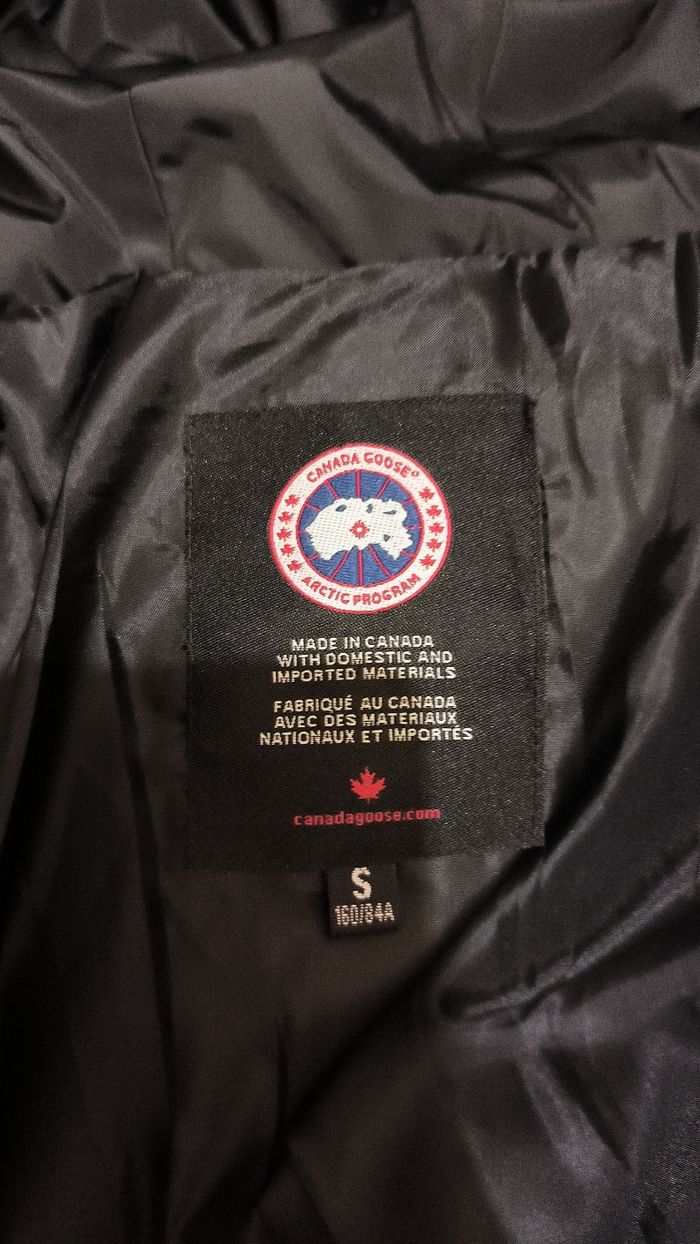 CANADA GOOSE®
ARCTIC PROGRAM
MADE IN CANADA
WITH DOMESTIC AND
IMPORTED MATERIALS
FABRIQUÉ AU CANADA
AVEC DES MATERIAUX
NATIONAUX ET IMPORTÉS
canadagoose.com
S
160/84A